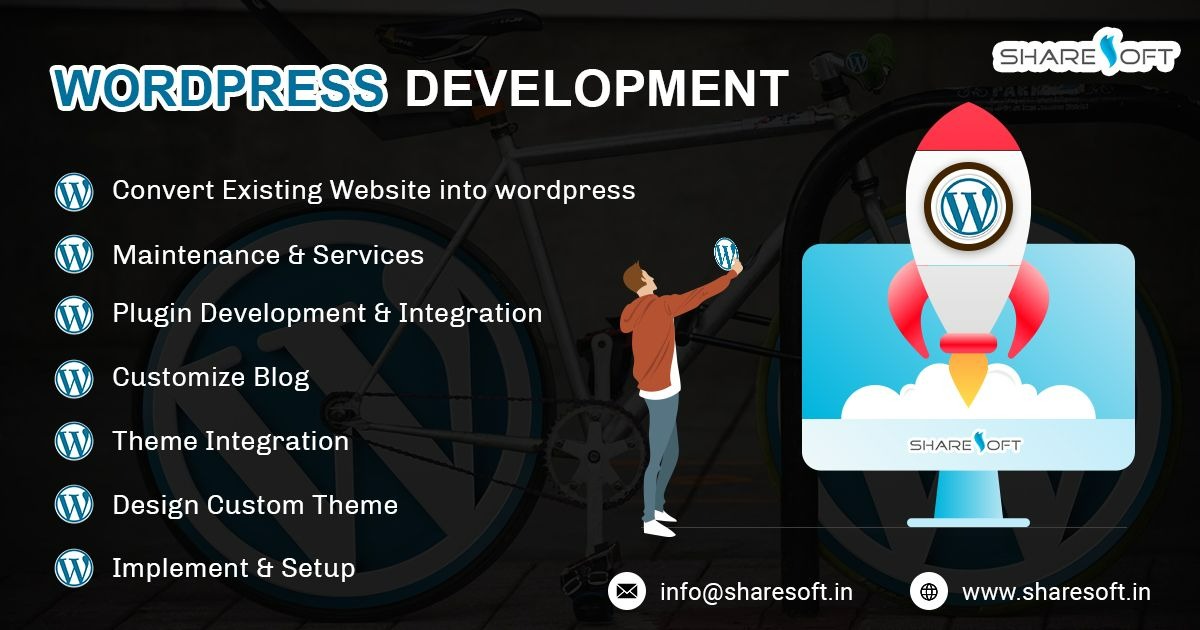 SHARESOFT
WORDPRESS DEVELOPMENT
Convert Existing Website into wordpress
Maintenance & Services
Plugin Development & Integration
Customize Blog
Theme Integration
Design Custom Theme
Implement & Setup
SHARESOFT
info@sharesoft.in
www.sharesoft.in